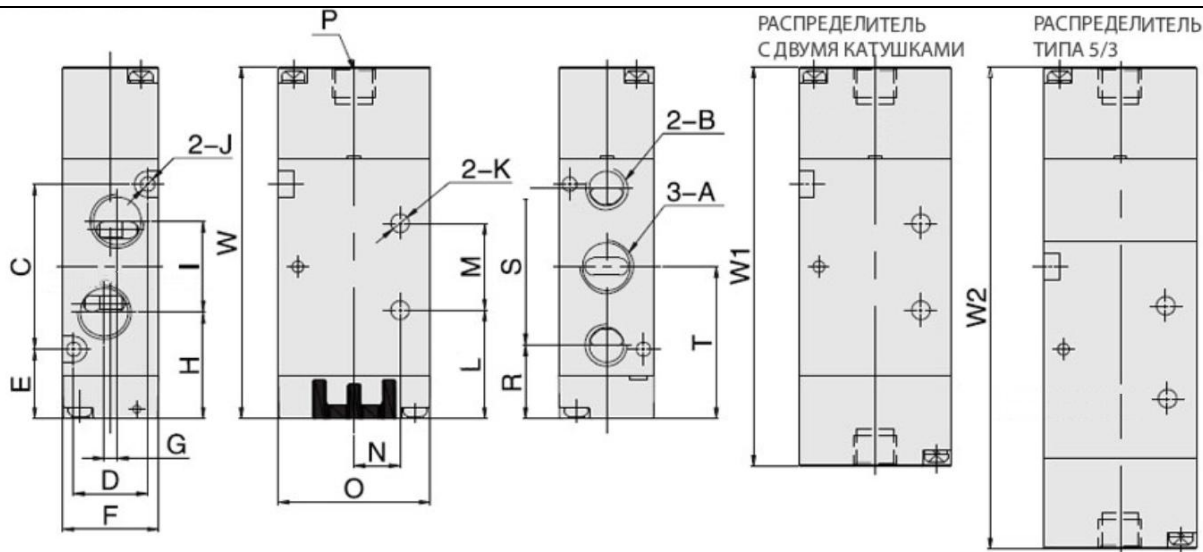 P
РАСПРЕДЕЛИТЕЛЬ
С ДВУМЯ КАТУШКАМИ
РАСПРЕДЕЛИТЕЛЬ
ТИПА 5/3
2-J
2-K
2-B
3-A
C
I
W
M
S
W1
W2
E
H
L
R
T
G
D
F
N
O